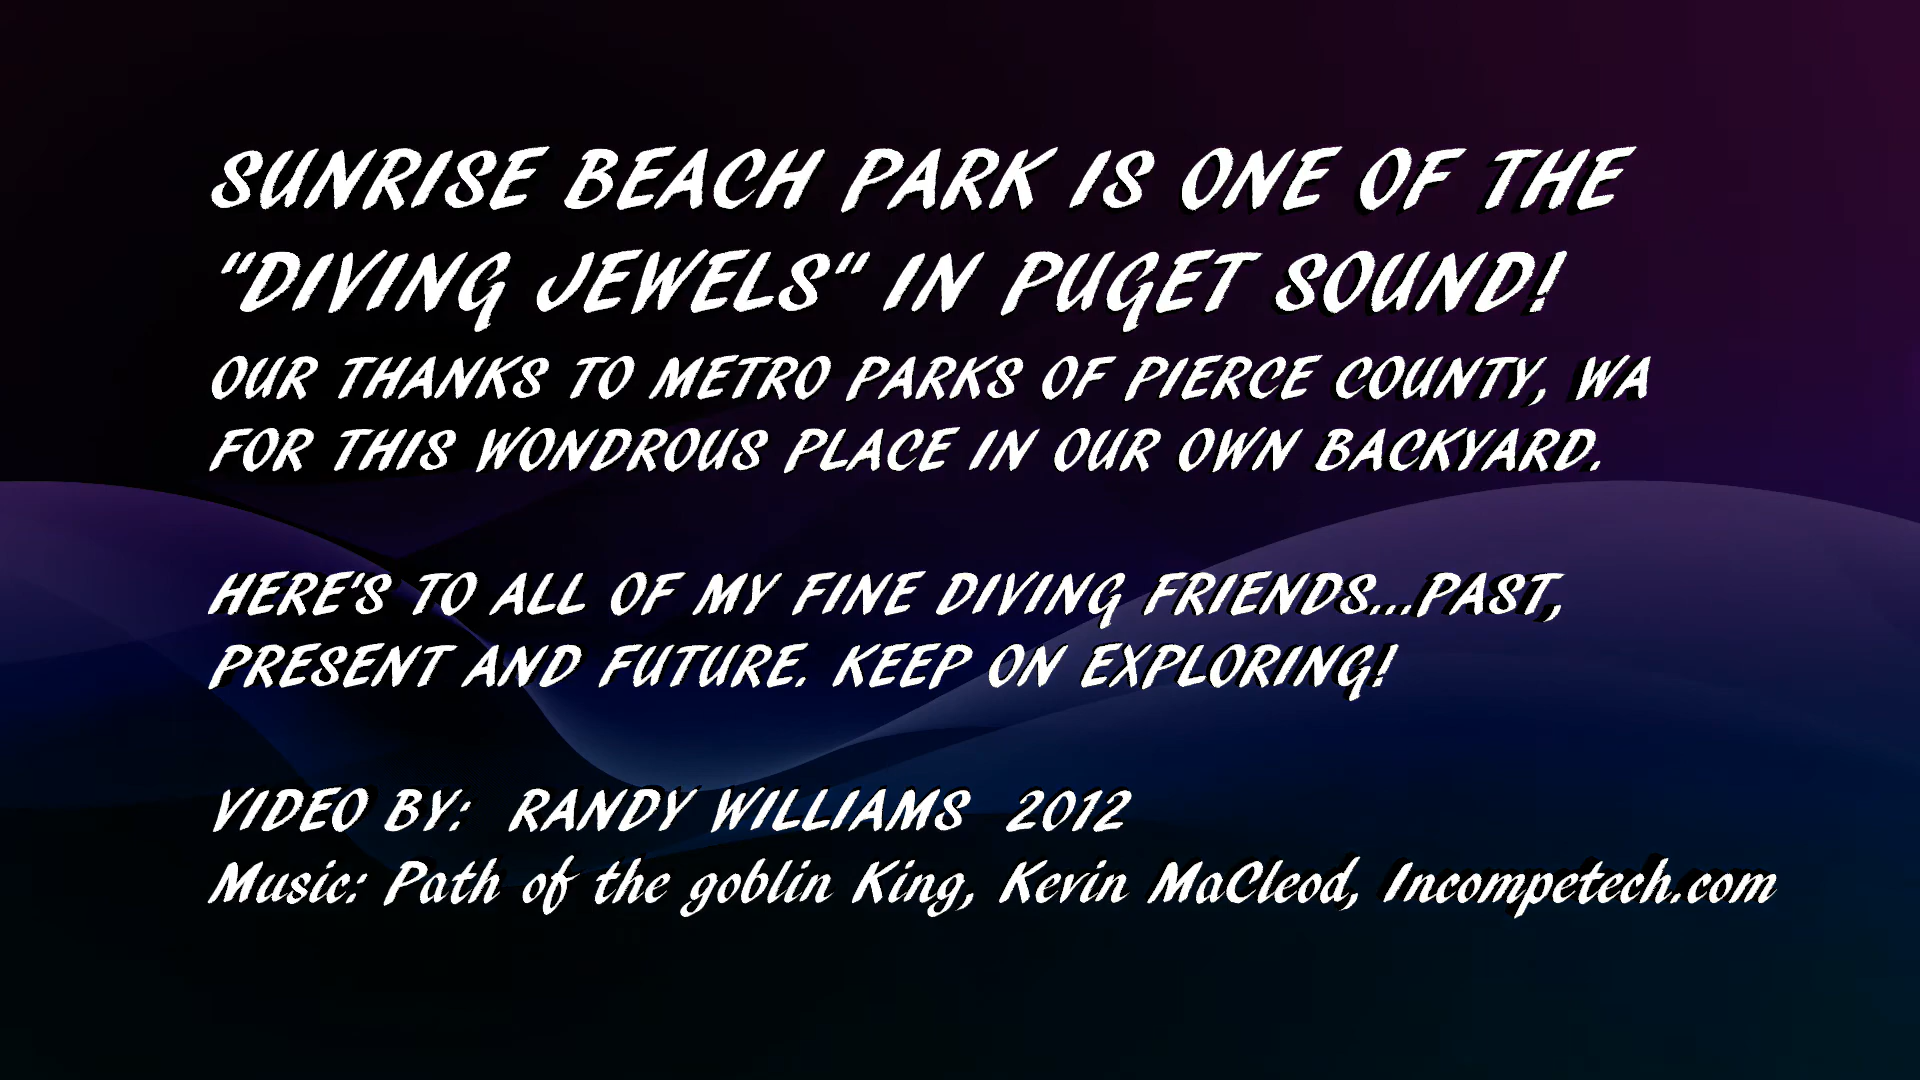 SUNRISE BEACH PARK IS ONE OF THE
"DIVING JEWELS" IN PUGET SOUND!
OUR THANKS TO METRO PARKS OF PIERCE COUNTY, WA
FOR THIS WONDROUS PLACE IN OUR OWN BACKYARD.
HERE'S TO ALL OF MY FINE DIVING FRIENDS...PAST,
PRESENT AND FUTURE. KEEP ON EXPLORING!
VIDEO BY: RANDY WILLIAMS 2012
Music: Path of the goblin King, Kevin MaCleod, Incompetech.com